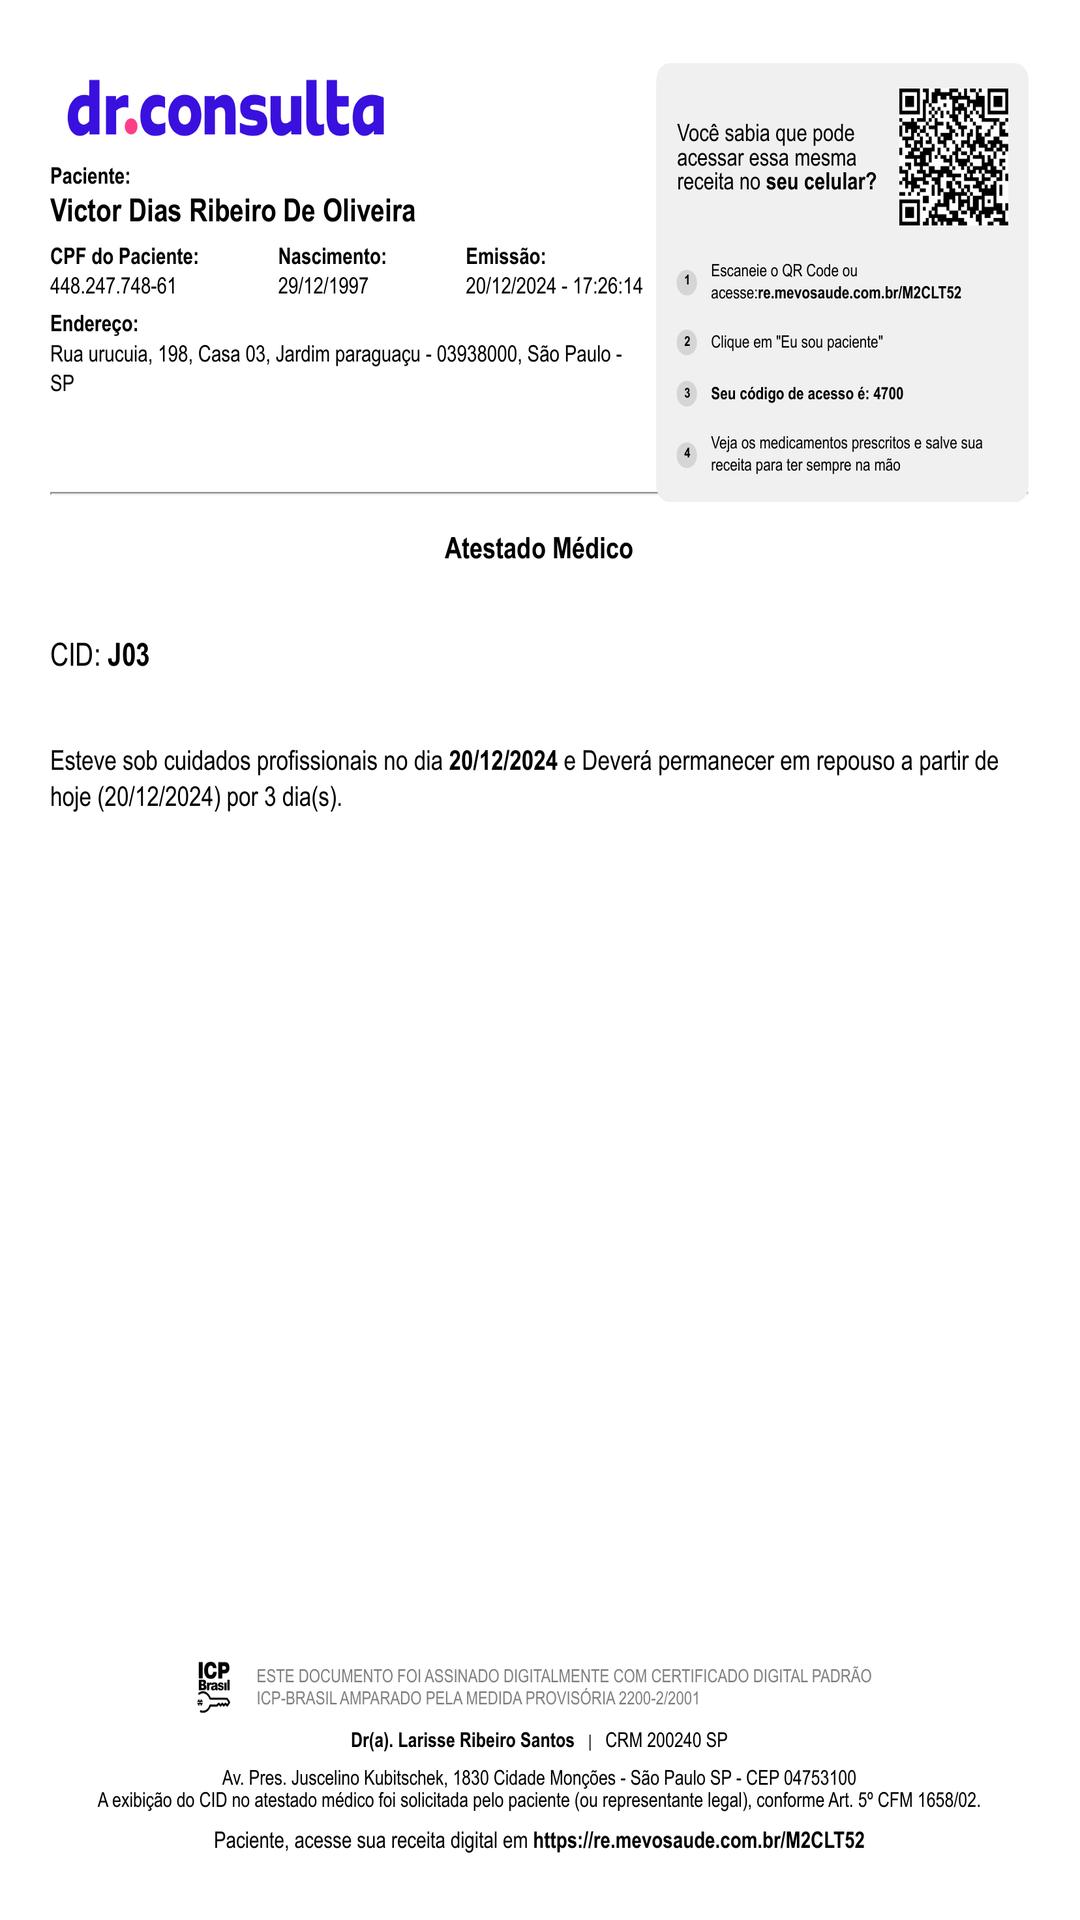 dr.consulta
Paciente:
Victor Dias Ribeiro De Oliveira
CPF do Paciente: Nascimento: Emissão:
448.247.748-61 29/12/1997 20/12/2024 - 17:26:14
Endereço:
Rua urucuia, 198, Casa 03, Jardim paraguaçu - 03938000, São Paulo -
SP
Você sabia que pode
acessar essa mesma
receita no seu celular?
1 Escaneie o QR Code ou
acesse:re.mevosaude.com.br/M2CLT52
2 Clique em "Eu sou paciente"
3 Seu código de acesso é: 4700
4 Veja os medicamentos prescritos e salve sua
receita para ter sempre na mão
Atestado Médico
CID: J03
Esteve sob cuidados profissionais no dia 20/12/2024 e Deverá permanecer em repouso a partir de
hoje (20/12/2024) por 3 dia(s).
ICP
Brasil
ESTE DOCUMENTO FOI ASSINADO DIGITALMENTE COM CERTIFICADO DIGITAL PADRÃO
ICP-BRASIL AMPARADO PELA MEDIDA PROVISÓRIA 2200-2/2001
Dr(a). Larisse Ribeiro Santos | CRM 200240 SP
Av. Pres. Juscelino Kubitschek, 1830 Cidade Monções - São Paulo SP - CEP 04753100
A exibição do CID no atestado médico foi solicitada pelo paciente (ou representante legal), conforme Art. 5º CFM 1658/02.
Paciente, acesse sua receita digital em https://re.mevosaude.com.br/M2CLT52